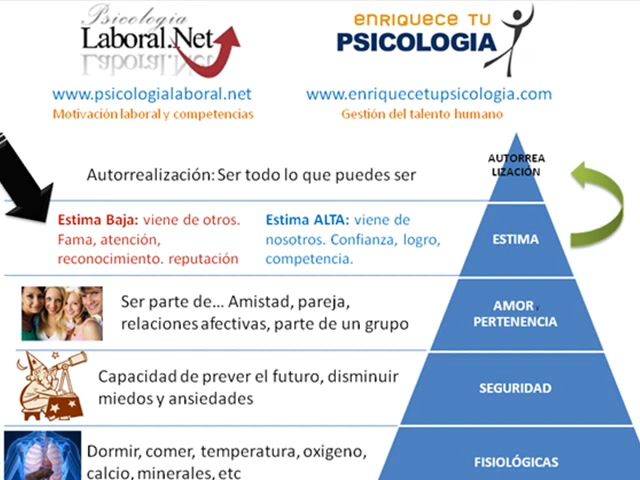 Psicologia
Laboral.Net
ENRIQUECE TU
PSICOLOGIA
www.psicologialaboral.net
www.enriquecetupsicologia.com
Motivación laboral y competencias
Gestión del talento humano
Autorrealización: Ser todo lo que puedes ser
AUTORREA
LIZACIÓN
Estima Baja: viene de otros.
Fama, atención,
reconocimiento. reputación
Estima ALTA: viene de
nosotros. Confianza, logro,
competencia.
ESTIMA
Ser parte de... Amistad, pareja,
relaciones afectivas, parte de un grupo
AMOR
PERTENENCIA
Capacidad de prever el futuro, disminuir
miedos y ansiedades
SEGURIDAD
Dormir, comer, temperatura, oxigeno,
calcio, minerales, etc
FISIOLÓGICAS